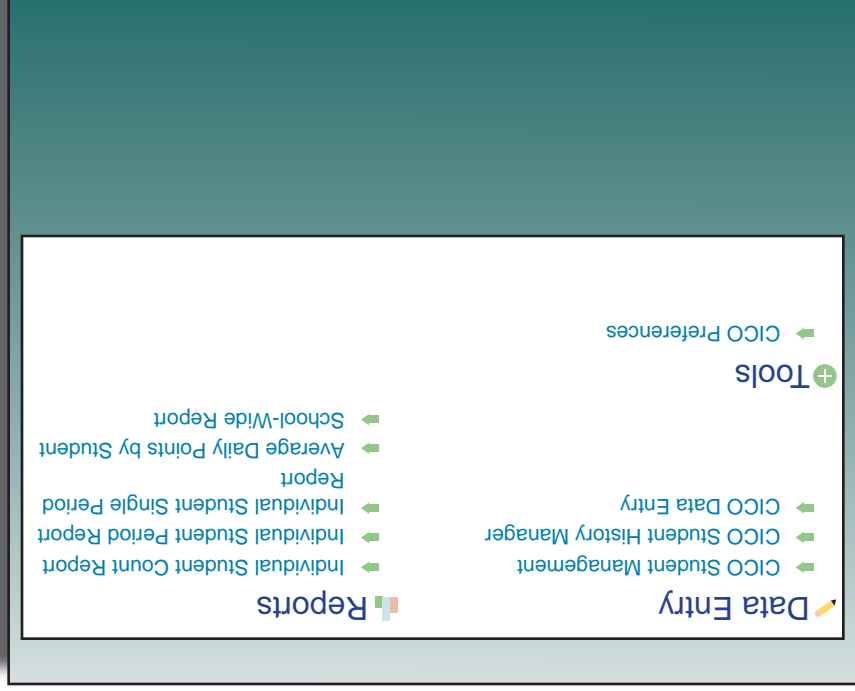 Data Entry
CICO Student Management
CICO Student History Manager
CICO Data Entry
Tools
CICO Preferences
Reports
Individual Student Count Report
Individual Student Period Report
Individual Student Single Period
Report
Average Daily Points by Student
School-Wide Report